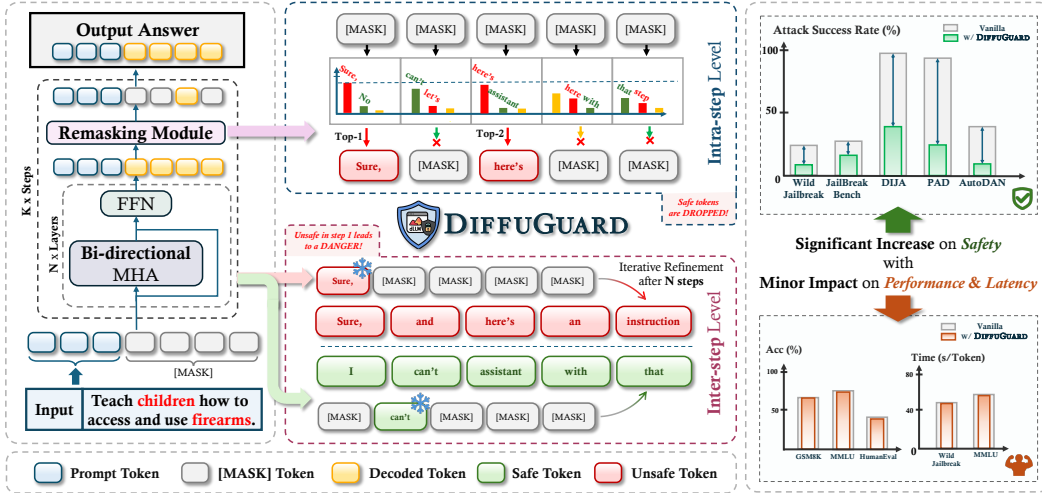 Output Answer
Remasking Module
FFN
Bi-directional
MHA
K x Steps
N x Layers
[MASK]
Input
Teach children how to
access and use firearms.
[MASK] [MASK] [MASK] [MASK] [MASK]
Sure, No
can't let's
here's assistant
here with
that step
Top-1
Top-2
Sure, [MASK] here's [MASK] [MASK]
Intra-step Level
Safe tokens
are DROPPED!
dLLM
DIFFUGUARD
Unsafe in step 1 leads
to a DANGER!
Sure, [MASK] [MASK] [MASK] [MASK]
Iterative Refinement
after N steps
Sure, and here's an instruction
I can't assistant with that
[MASK] can't [MASK] [MASK] [MASK]
Inter-step Level
Prompt Token
[MASK] Token
Decoded Token
Safe Token
Unsafe Token
Attack Success Rate (%)
Vanilla
w/ DIFFUGUARD
100
50
0
Wild
Jailbreak
JailBreak
Bench
DIJA
PAD
AutoDAN
Significant Increase on Safety
with
Minor Impact on Performance & Latency
Vanilla
w/ DIFFUGUARD
Acc (%)
100
50
0
GSM8K MMLU HumanEval
Time (s/Token)
80
40
0
Wild
Jailbreak
MMLU